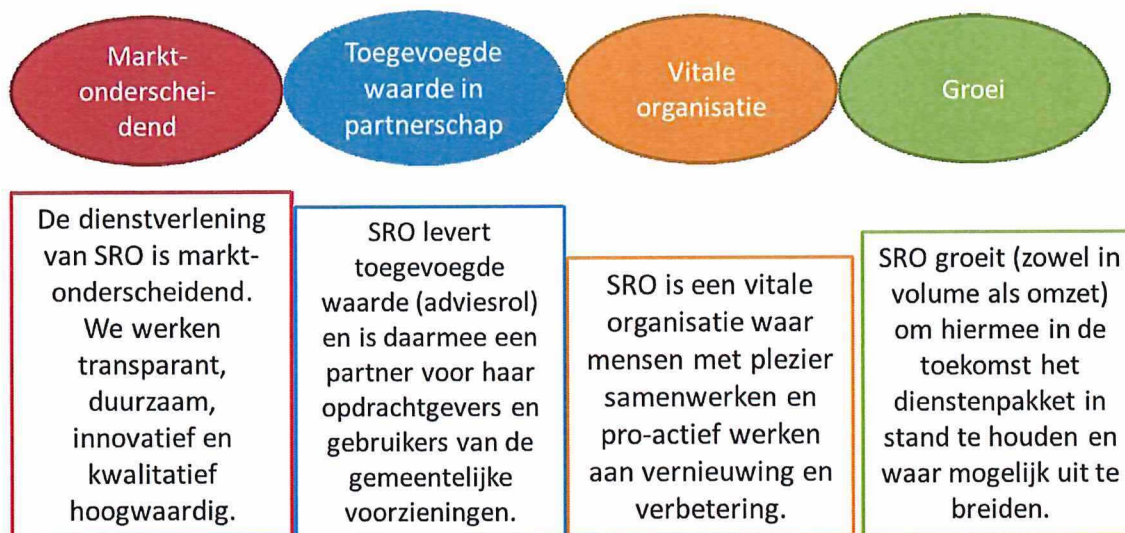 Markt-
onderschei-
dend
Toegevoegde
waarde in
partnerschap
Vitale
organisatie
Groei
De dienstverlening
van SRO is markt-
onderscheidend.
We werken
transparant,
duurzaam,
innovatief en
kwalitatief
hoogwaardig.
SRO levert
toegevoegde
waarde (adviesrol)
en is daarmee een
partner voor haar
opdrachtgevers en
gebruikers van de
gemeentelijke
voorzieningen.
SRO is een vitale
organisatie waar
mensen met plezier
samenwerken en
pro-actief werken
aan vernieuwing en
verbetering.
SRO groeit (zowel in
volume als omzet)
om hiermee in de
toekomst het
dienstenpakket in
stand te houden en
waar mogelijk uit te
breiden.